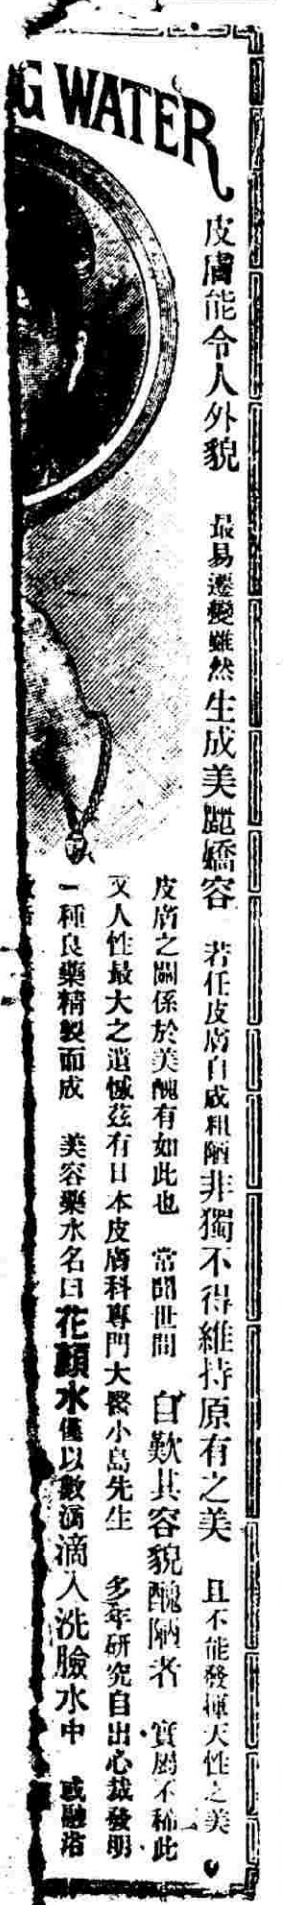 G WATER
皮膚能令人外貌 最易遷變雖然生成美麗嬌容 若任皮膚自成粗陋非獨不得維持原有之美 且不能發揮天性之美
皮膚之關係於美醜有如此也 常聞世間 自歎其容貌醜陋者 實屬不稀此
又人性最大之遺憾茲有日本皮膚科專門大醫小島先生 多年研究自出心裁發明
一種良藥精製而成 美容藥水名曰花顏水僅以數滴滴入洗臉水中 或融浴